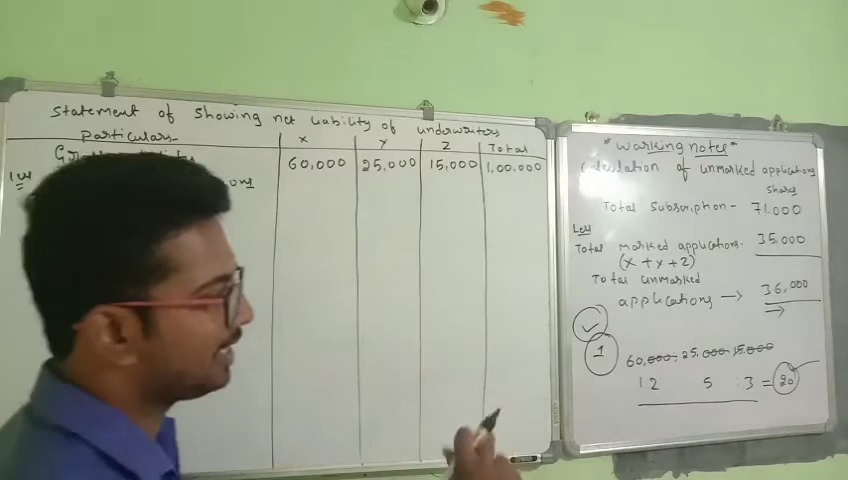 Statement of Showing net liability of underwriters
Particulars
X
Y
Z
Total
60,000 25,000 15,000 1,00,000
Less
"working notes"
Calculation of unmarked applications
Shares
Total Subscription - 71,000
Less
Total marked applications. 35,000
(X + Y + Z)
Total unmarked
applications → 36,000
1
60,000: 25,000 15,000
12 5 :3 = 20